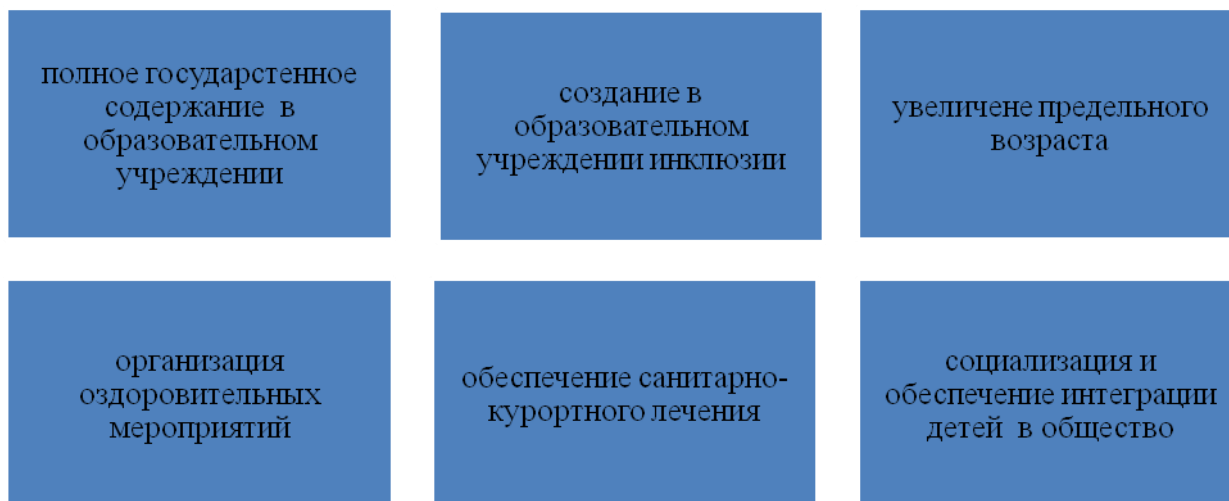 полное государстенное
содержание в
образовательном
учреждении
создание в
образовательном
учреждении инклюзии
увеличене предельного
возраста
организация
оздоровительных
мероприятий
обеспечение санитарно-
курортного лечения
социализация и
обеспечение интеграции
детей в общество